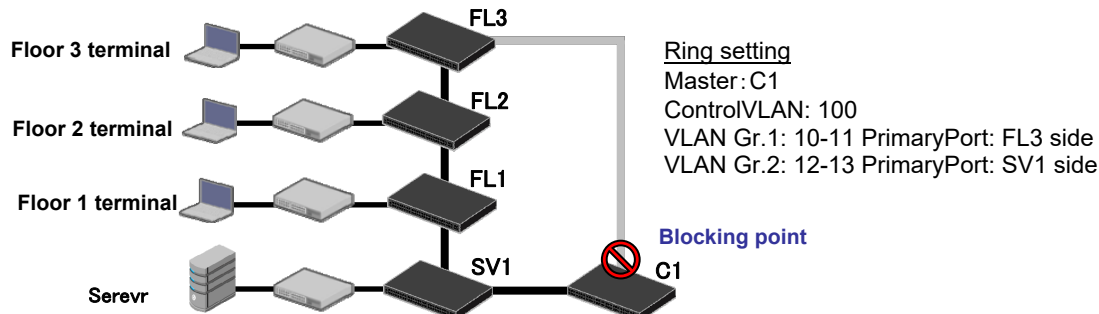 FL3
Floor 3 terminal
FL2
Floor 2 terminal
FL1
Floor 1 terminal
SV1
C1
Serevr
Blocking point
Ring setting
Master：C1
ControlVLAN: 100
VLAN Gr.1: 10-11 PrimaryPort: FL3 side
VLAN Gr.2: 12-13 PrimaryPort: SV1 side